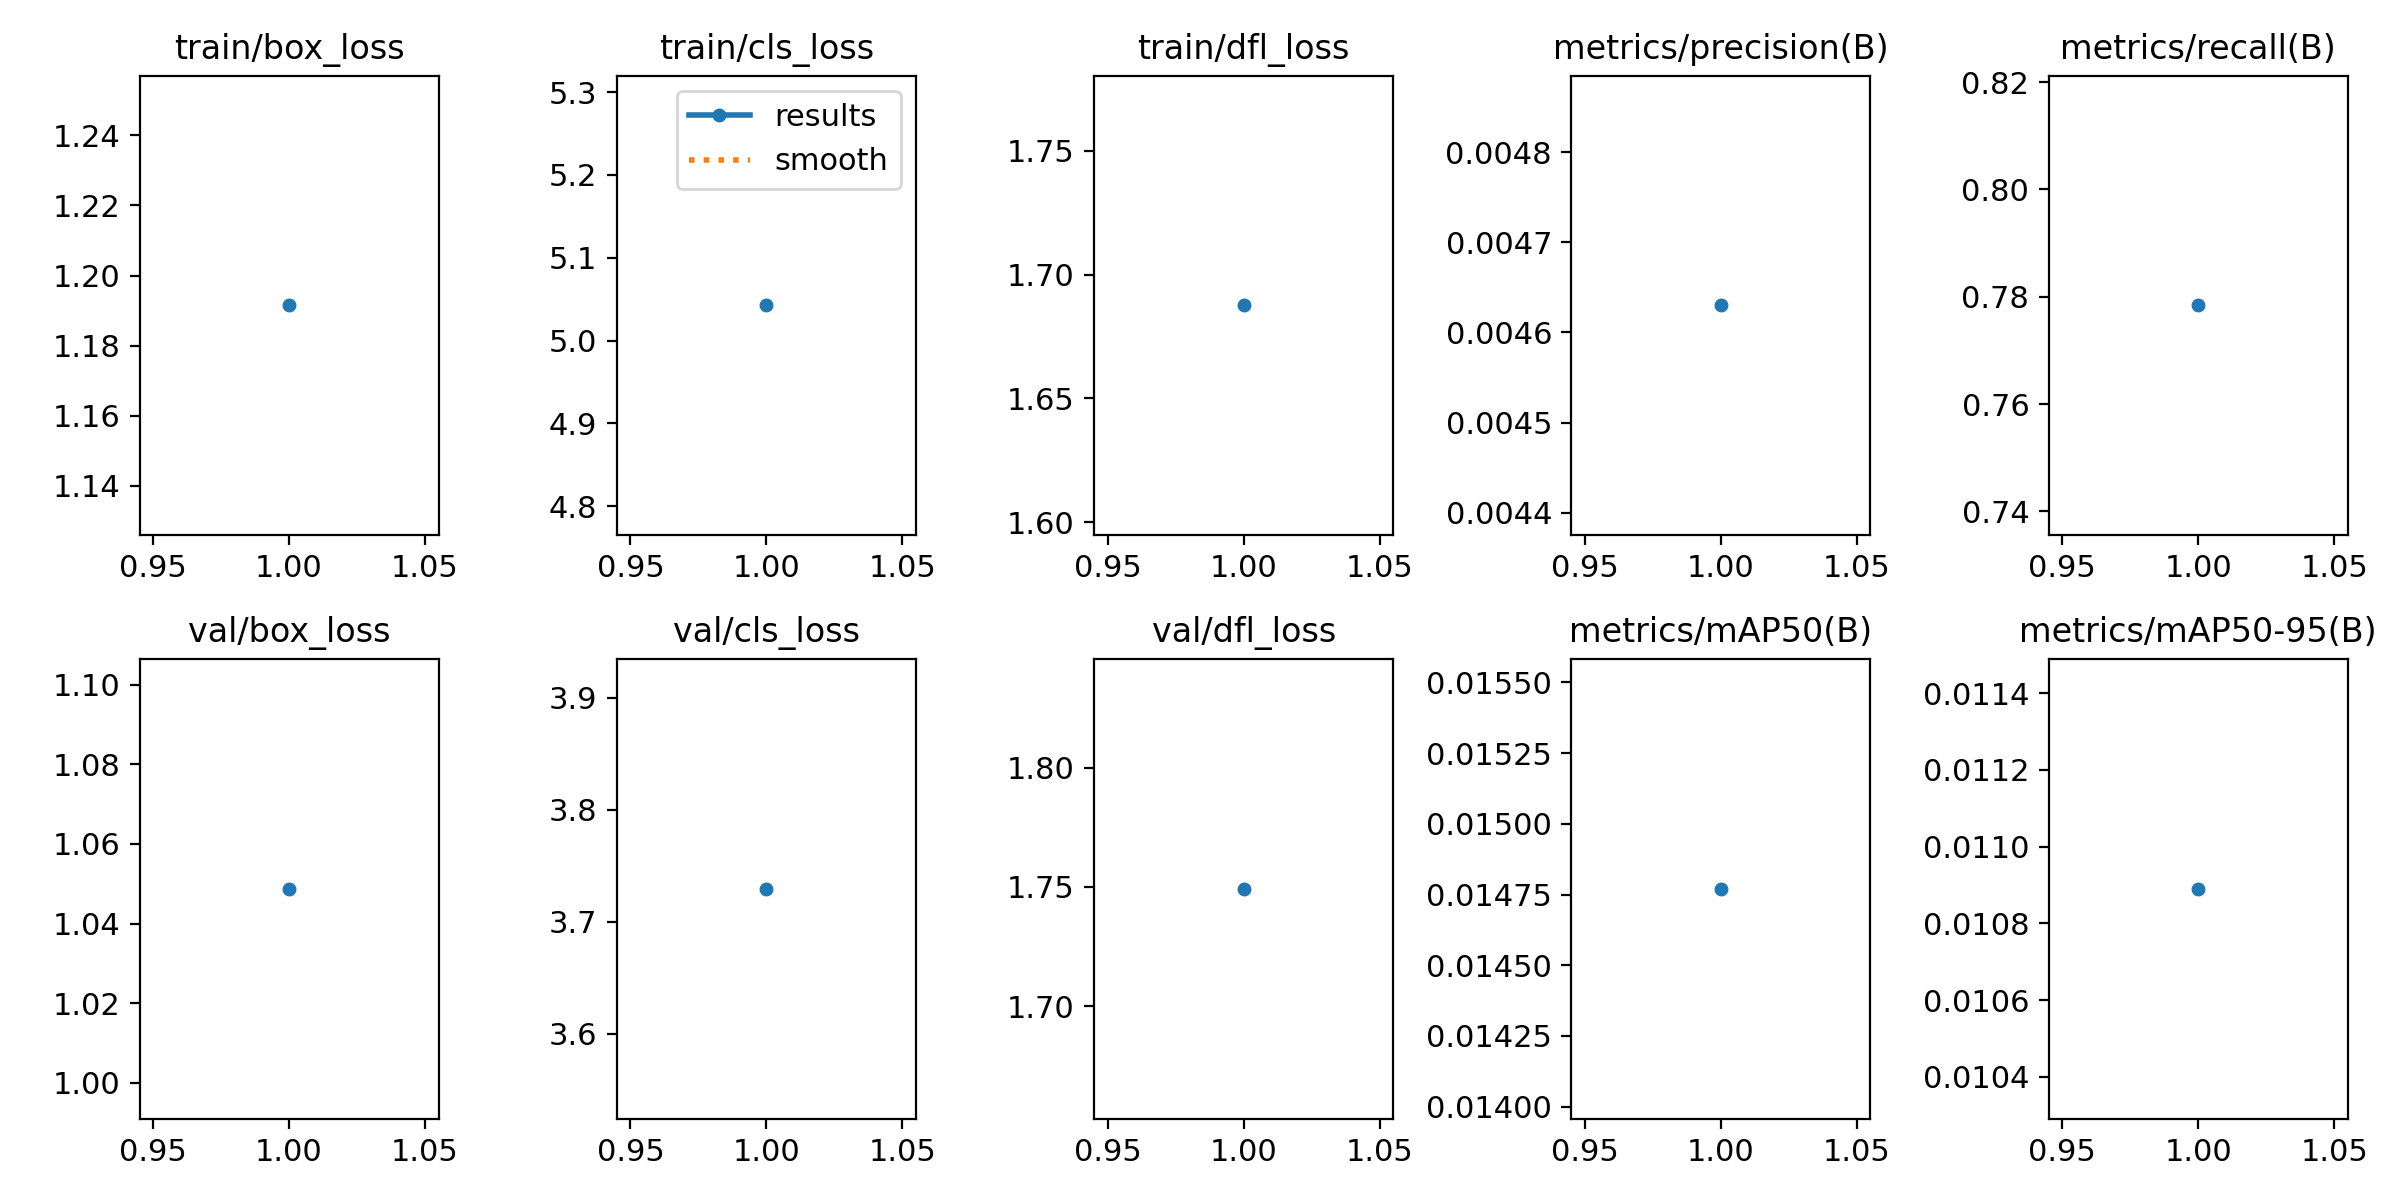 train/box_loss
1.24
1.22
1.20
1.18
1.16
1.14
0.95 1.00 1.05
train/cls_loss
results
smooth
5.3
5.2
5.1
5.0
4.9
4.8
0.95 1.00 1.05
train/dfl_loss
1.75
1.70
1.65
1.60
0.95 1.00 1.05
metrics/precision(B)
0.0048
0.0047
0.0046
0.0045
0.0044
0.95 1.00 1.05
metrics/recall(B)
0.82
0.80
0.78
0.76
0.74
0.95 1.00 1.05
val/box_loss
1.10
1.08
1.06
1.04
1.02
1.00
0.95 1.00 1.05
val/cls_loss
3.9
3.8
3.7
3.6
0.95 1.00 1.05
val/dfl_loss
1.80
1.75
1.70
0.95 1.00 1.05
metrics/mAP50(B)
0.01550
0.01525
0.01500
0.01475
0.01450
0.01425
0.01400
0.95 1.00 1.05
metrics/mAP50-95(B)
0.0114
0.0112
0.0110
0.0108
0.0106
0.0104
0.95 1.00 1.05